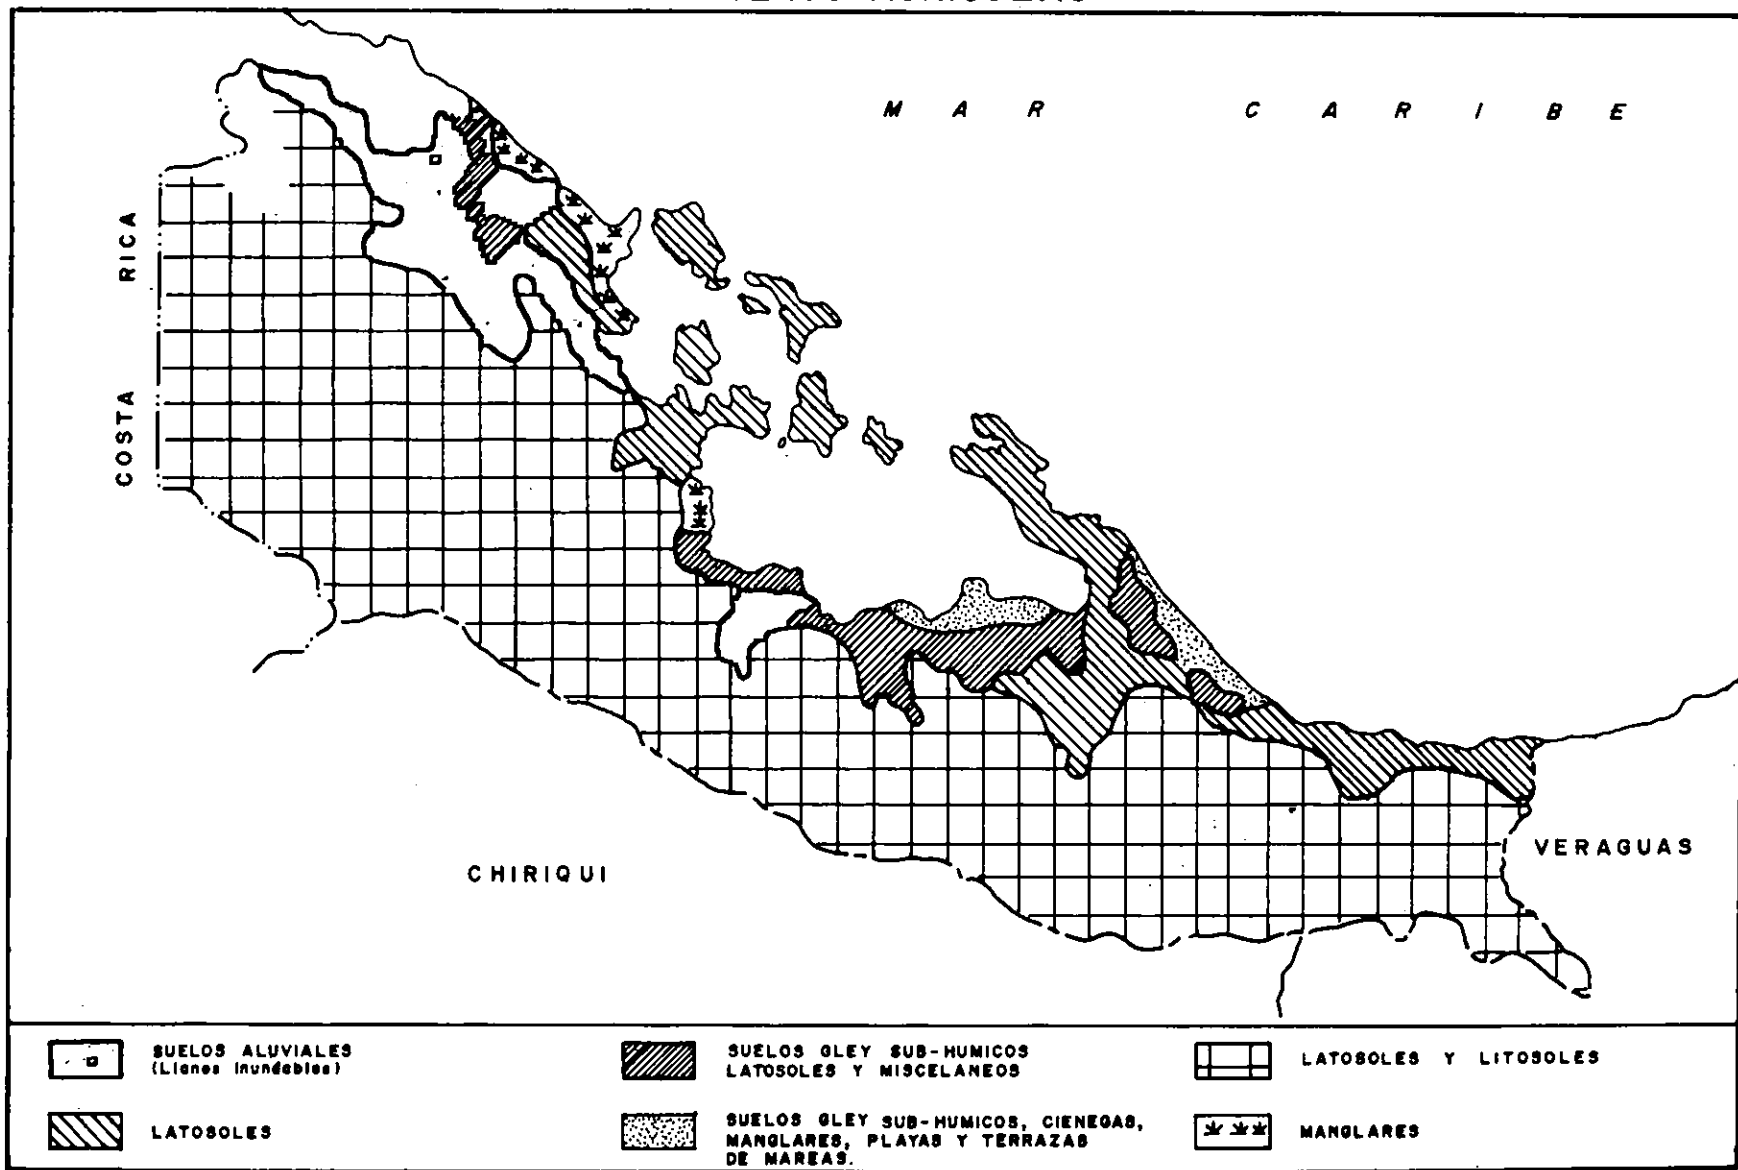 MAR CARIBE
COSTA RICA
CHIRIQUI
VERAGUAS
SUELOS ALUVIALES
(Llanos Inundables)
LATOSOLES
SUELOS GLEY SUB-HUMICOS
LATOSOLES Y MISCELANEOS
SUELOS GLEY SUB-HUMICOS, CIENEGAS,
MANGLARES, PLAYAS Y TERRAZAS
DE MAREAS.
LATOSOLES Y LITOSOLES
MANGLARES